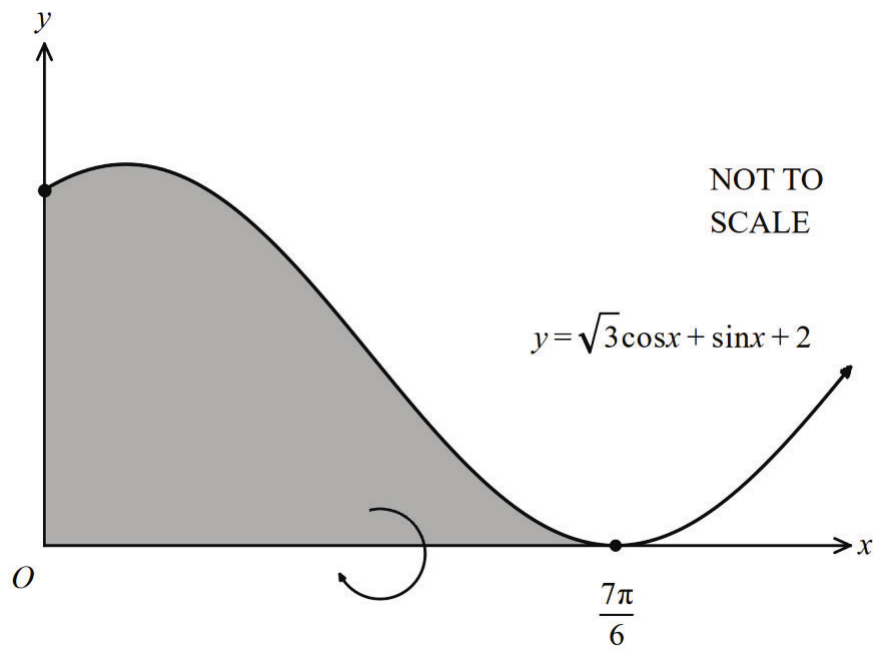 y
NOT TO
SCALE
y = √3cosx + sinx + 2
x
O
7π
6